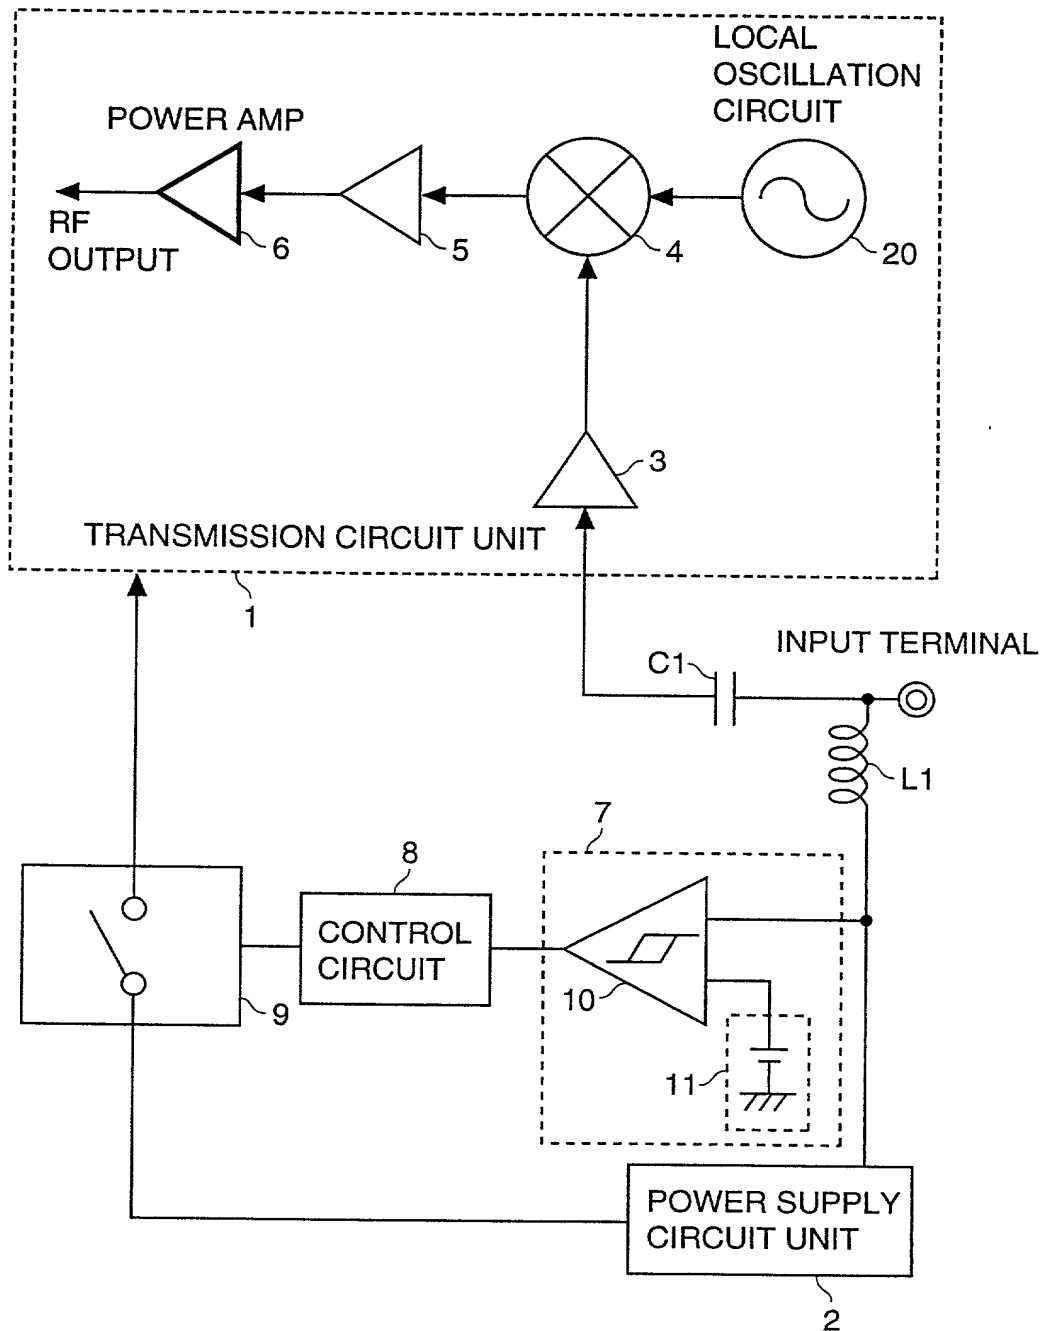 LOCAL
OSCILLATION
CIRCUIT
POWER AMP
RF
OUTPUT
6
5
4
20
3
TRANSMISSION CIRCUIT UNIT
1
INPUT TERMINAL
C1
L1
7
8
CONTROL
CIRCUIT
10
9
11
POWER SUPPLY
CIRCUIT UNIT
2